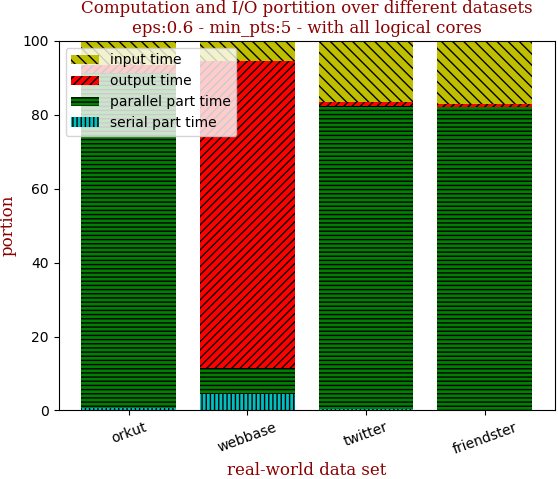 Computation and I/O portition over different datasets
eps:0.6 - min_pts:5 - with all logical cores
100
80
60
40
20
0
portion
input time
output time
parallel part time
serial part time
orkut
webbase
twitter
friendster
real-world data set